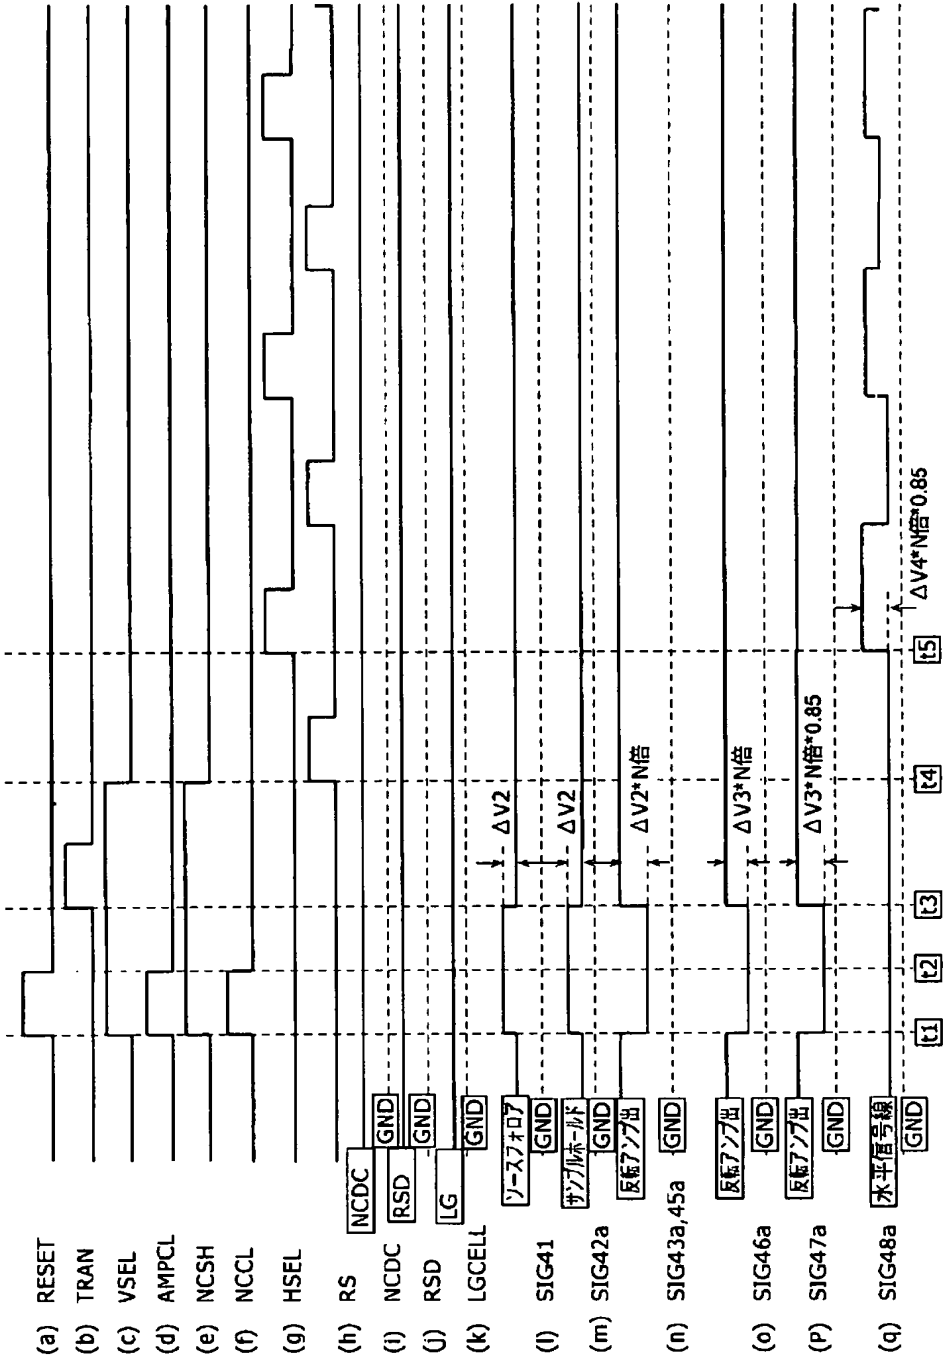 (a) RESET
(b) TRAN
(c) VSEL
(d) AMPCL
(e) NCSH
(f) NCCL
(g) HSEL
(h) RS
(i) NCDC
(j) RSD
(k) LGCELL
(l) SIG41
(m) SIG42a
(n) SIG43a,45a
(o) SIG46a
(P) SIG47a
(q) SIG48a
NCDC
GND
RSD
GND
LG
GND
ソースフォロア
GND
サンプルホールド
GND
反転アンプ出
GND
反転アンプ出
GND
反転アンプ出
GND
水平信号線
GND
ΔV2
ΔV2
ΔV2*N倍
ΔV3*N倍
ΔV3*N倍*0.85
ΔV4*N倍*0.85
t1
t2
t3
t4
t5